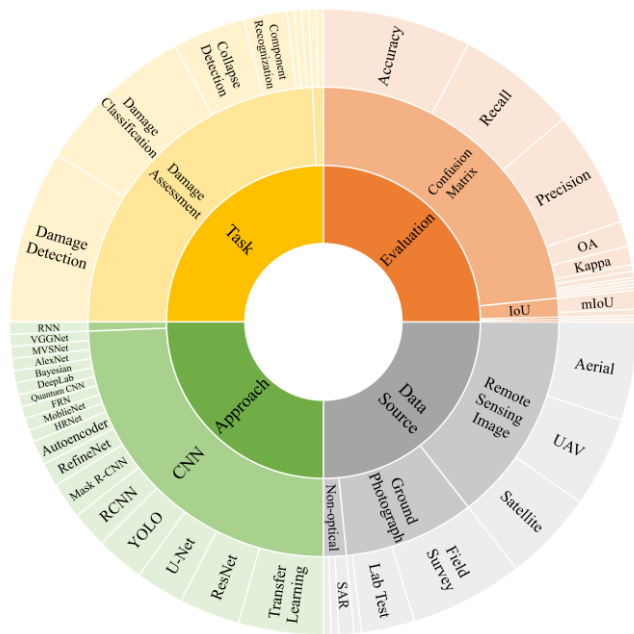 Task
Damage
Assessment
Damage
Detection
Damage
Classification
Collapse
Detection
Component
Recognization
Evaluation
Confusion
Matrix
IoU
Accuracy
Recall
Precision
OA
Kappa
mIoU
Data
Source
Remote
Sensing
Image
Aerial
UAV
Satellite
Ground
Photograph
Field
Survey
Lab Test
Non-optical
SAR
Approach
CNN
RNN
VGGNet
MVSNet
AlexNet
Bayesian
DeepLab
Quantum CNN
FRN
MoblieNet
HRNet
Autoencoder
RefineNet
Mask R-CNN
RCNN
YOLO
U-Net
ResNet
Transfer
Learning